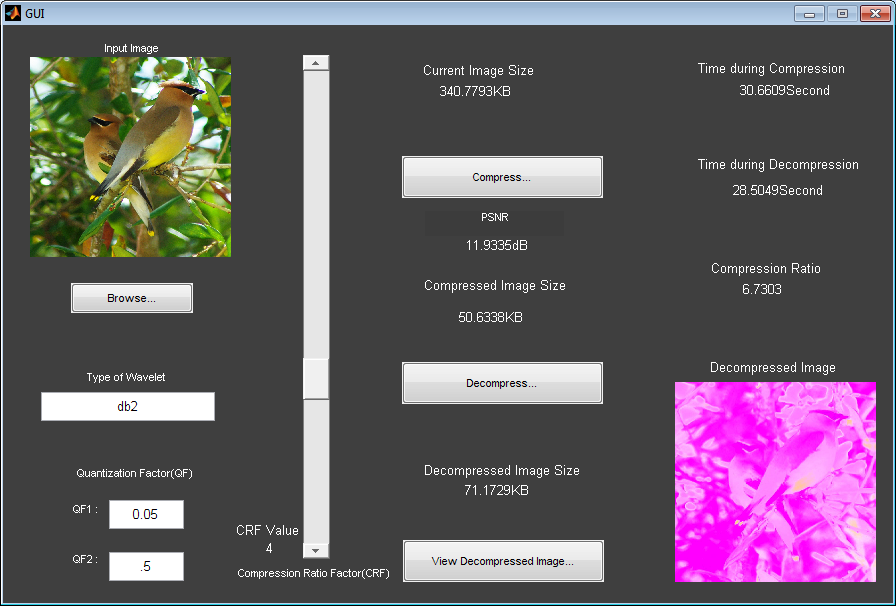 GUI
Input Image
Browse...
Type of Wavelet
db2
Quantization Factor(QF)
QF1 :
0.05
QF2 :
.5
CRF Value
4
Compression Ratio Factor(CRF)
Current Image Size
340.7793KB
Compress...
PSNR
11.9335dB
Compressed Image Size
50.6338KB
Decompress...
Decompressed Image Size
71.1729KB
View Decompressed Image...
Time during Compression
30.6609Second
Time during Decompression
28.5049Second
Compression Ratio
6.7303
Decompressed Image